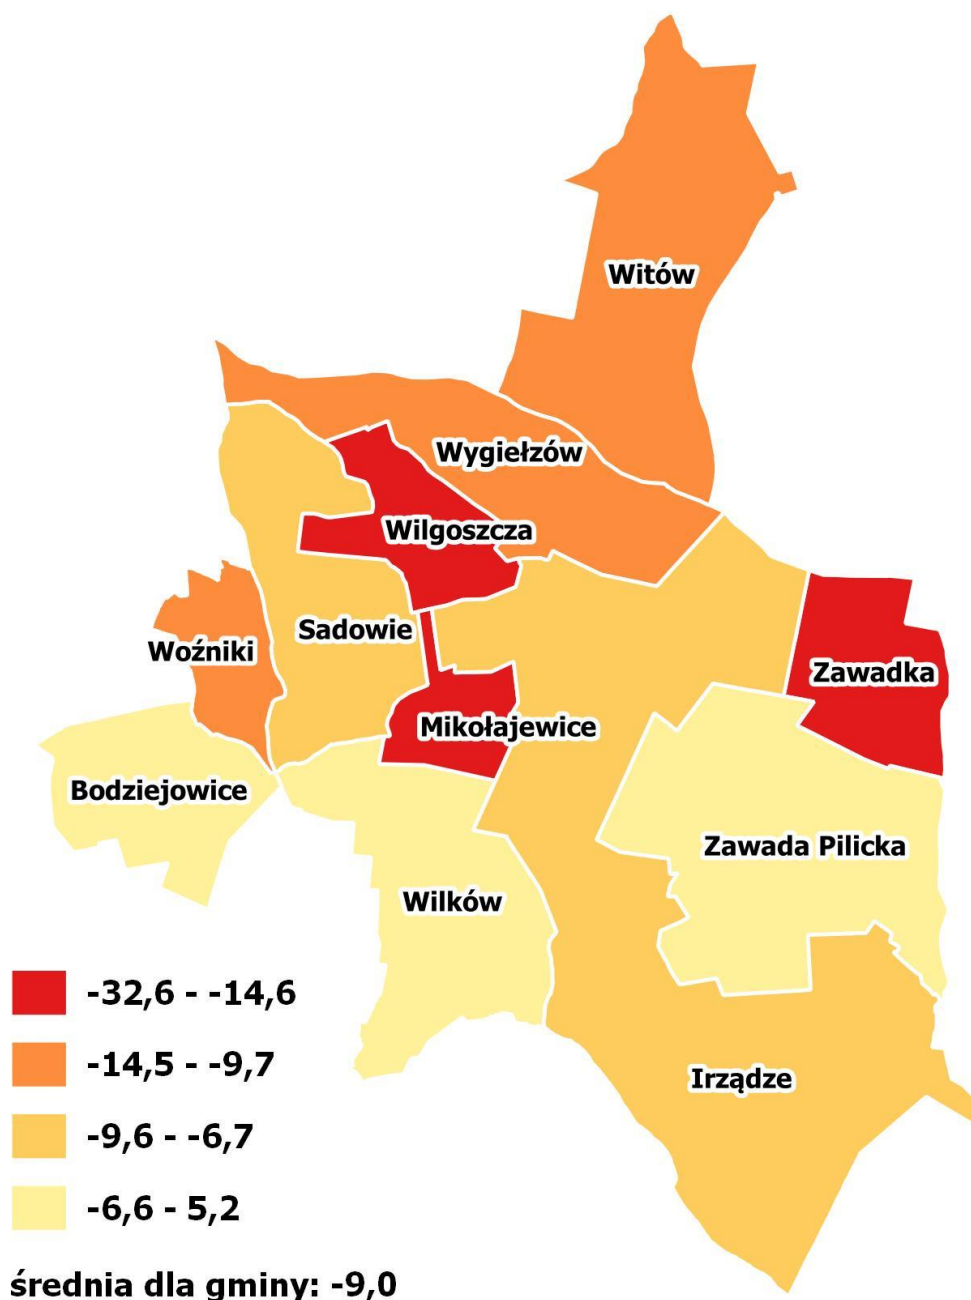 Witów
Wygiełzów
Wilgoszcza
Sadowie
Woźniki
Zawadka
Mikołajewice
Bodziejowice
Zawada Pilicka
Wilków
Irządze
-32,6 - -14,6
-14,5 - -9,7
-9,6 - -6,7
-6,6 - 5,2
średnia dla gminy: -9,0